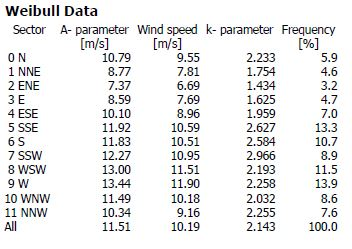 Weibull Data
Sector A- parameter Wind speed k- parameter Frequency
[m/s] [m/s] [%]
0 N 10.79 9.55 2.233 5.9
1 NNE 8.77 7.81 1.754 4.6
2 ENE 7.37 6.69 1.434 3.2
3 E 8.59 7.69 1.625 4.7
4 ESE 10.10 8.96 1.959 7.0
5 SSE 11.92 10.59 2.627 13.3
6 S 11.83 10.51 2.584 10.7
7 SSW 12.27 10.95 2.966 8.9
8 WSW 13.00 11.51 2.193 11.5
9 W 13.44 11.90 2.258 13.9
10 WNW 11.49 10.18 2.032 8.6
11 NNW 10.34 9.16 2.255 7.6
All 11.51 10.19 2.143 100.0